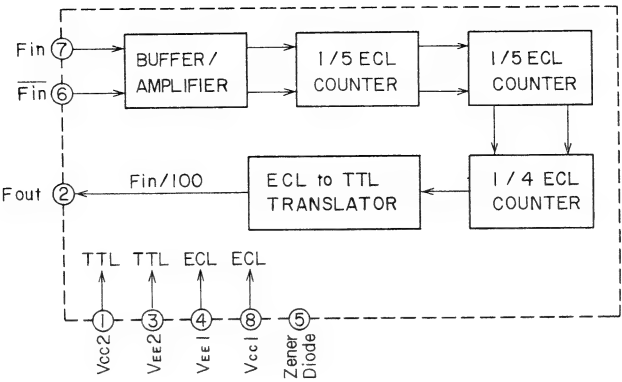 Fin ⑦
BUFFER/
AMPLIFIER
1/5 ECL
COUNTER
1/5 ECL
COUNTER
Fin ⑥
Fout ②
Fin/100
ECL to TTL
TRANSLATOR
1/4 ECL
COUNTER
TTL TTL ECL ECL
① ③ ④ ⑧ ⑤
VCC2
VEE2
VEE1
VCC1
Zener
Diode